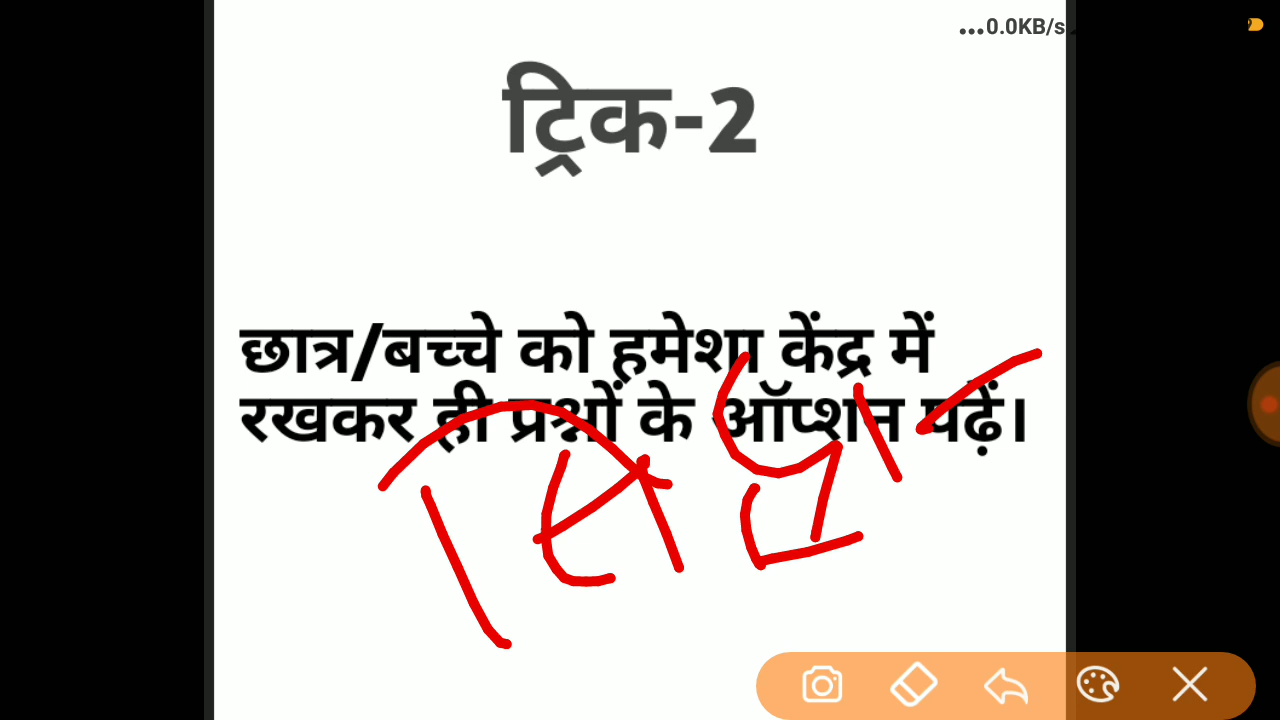 ...0.0KB/s
ट्रिक-2
छात्र/बच्चे को हमेशा केंद्र में
रखकर ही प्रश्नों के ऑप्शन पढ़ें।